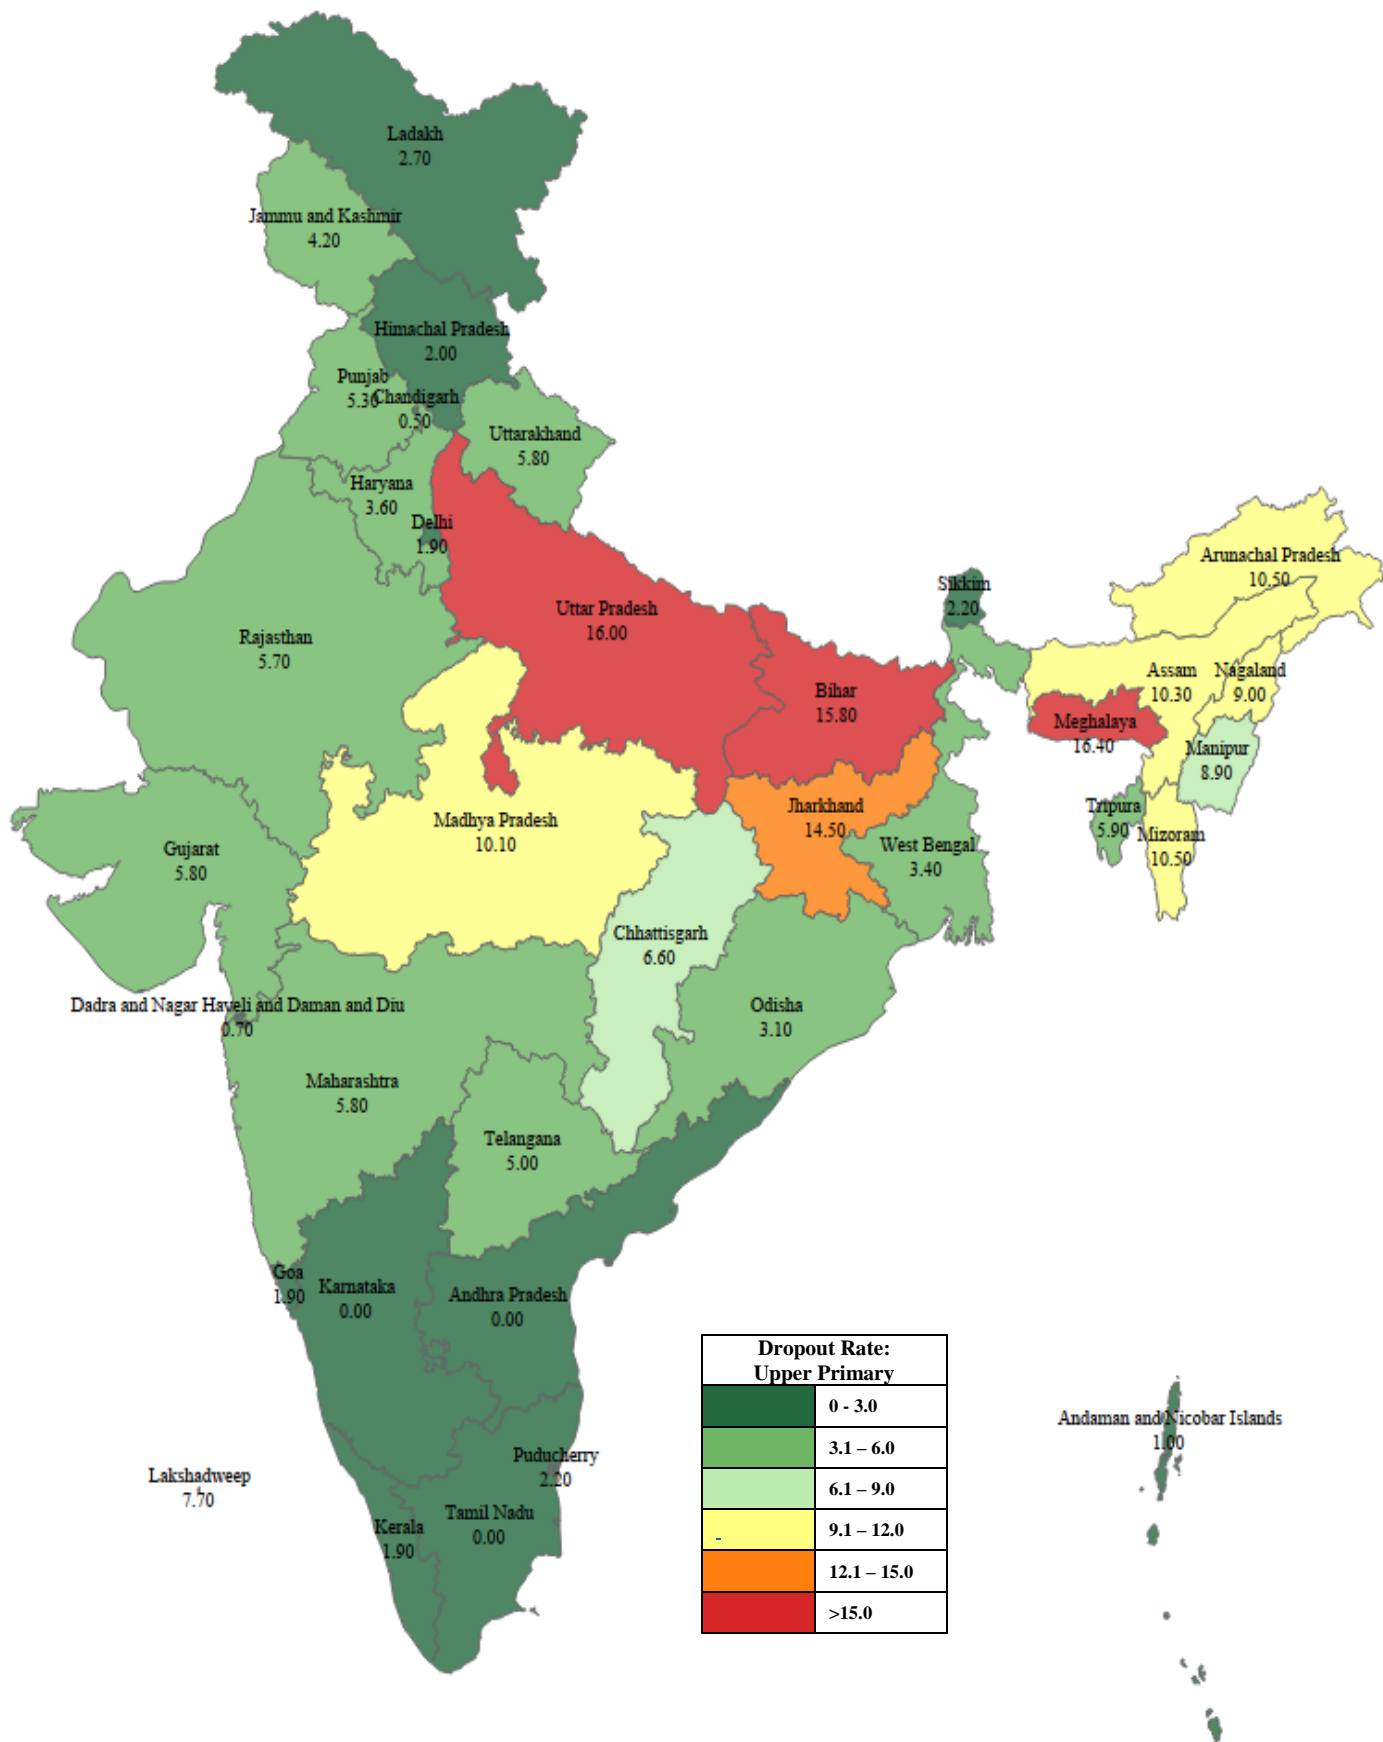 Ladakh
2.70
Jammu and Kashmir
4.20
Himachal Pradesh
2.00
Punjab
5.30
Chandigarh
0.50
Uttarakhand
5.80
Haryana
3.60
Delhi
1.90
Arunachal Pradesh
10.50
Sikkim
2.20
Uttar Pradesh
16.00
Rajasthan
5.70
Assam
10.30
Nagaland
9.00
Bihar
15.80
Meghalaya
16.40
Manipur
8.90
Jharkhand
14.50
Tripura
5.90
Mizoram
10.50
Madhya Pradesh
10.10
West Bengal
3.40
Gujarat
5.80
Chhattisgarh
6.60
Dadra and Nagar Haveli and Daman and Diu
0.70
Odisha
3.10
Maharashtra
5.80
Telangana
5.00
Goa
1.90
Karnataka
0.00
Andhra Pradesh
0.00
Dropout Rate:
Upper Primary
0 - 3.0
3.1 – 6.0
6.1 – 9.0
9.1 – 12.0
12.1 – 15.0
>15.0
Andaman and Nicobar Islands
1.00
Puducherry
2.20
Lakshadweep
7.70
Tamil Nadu
0.00
Kerala
1.90